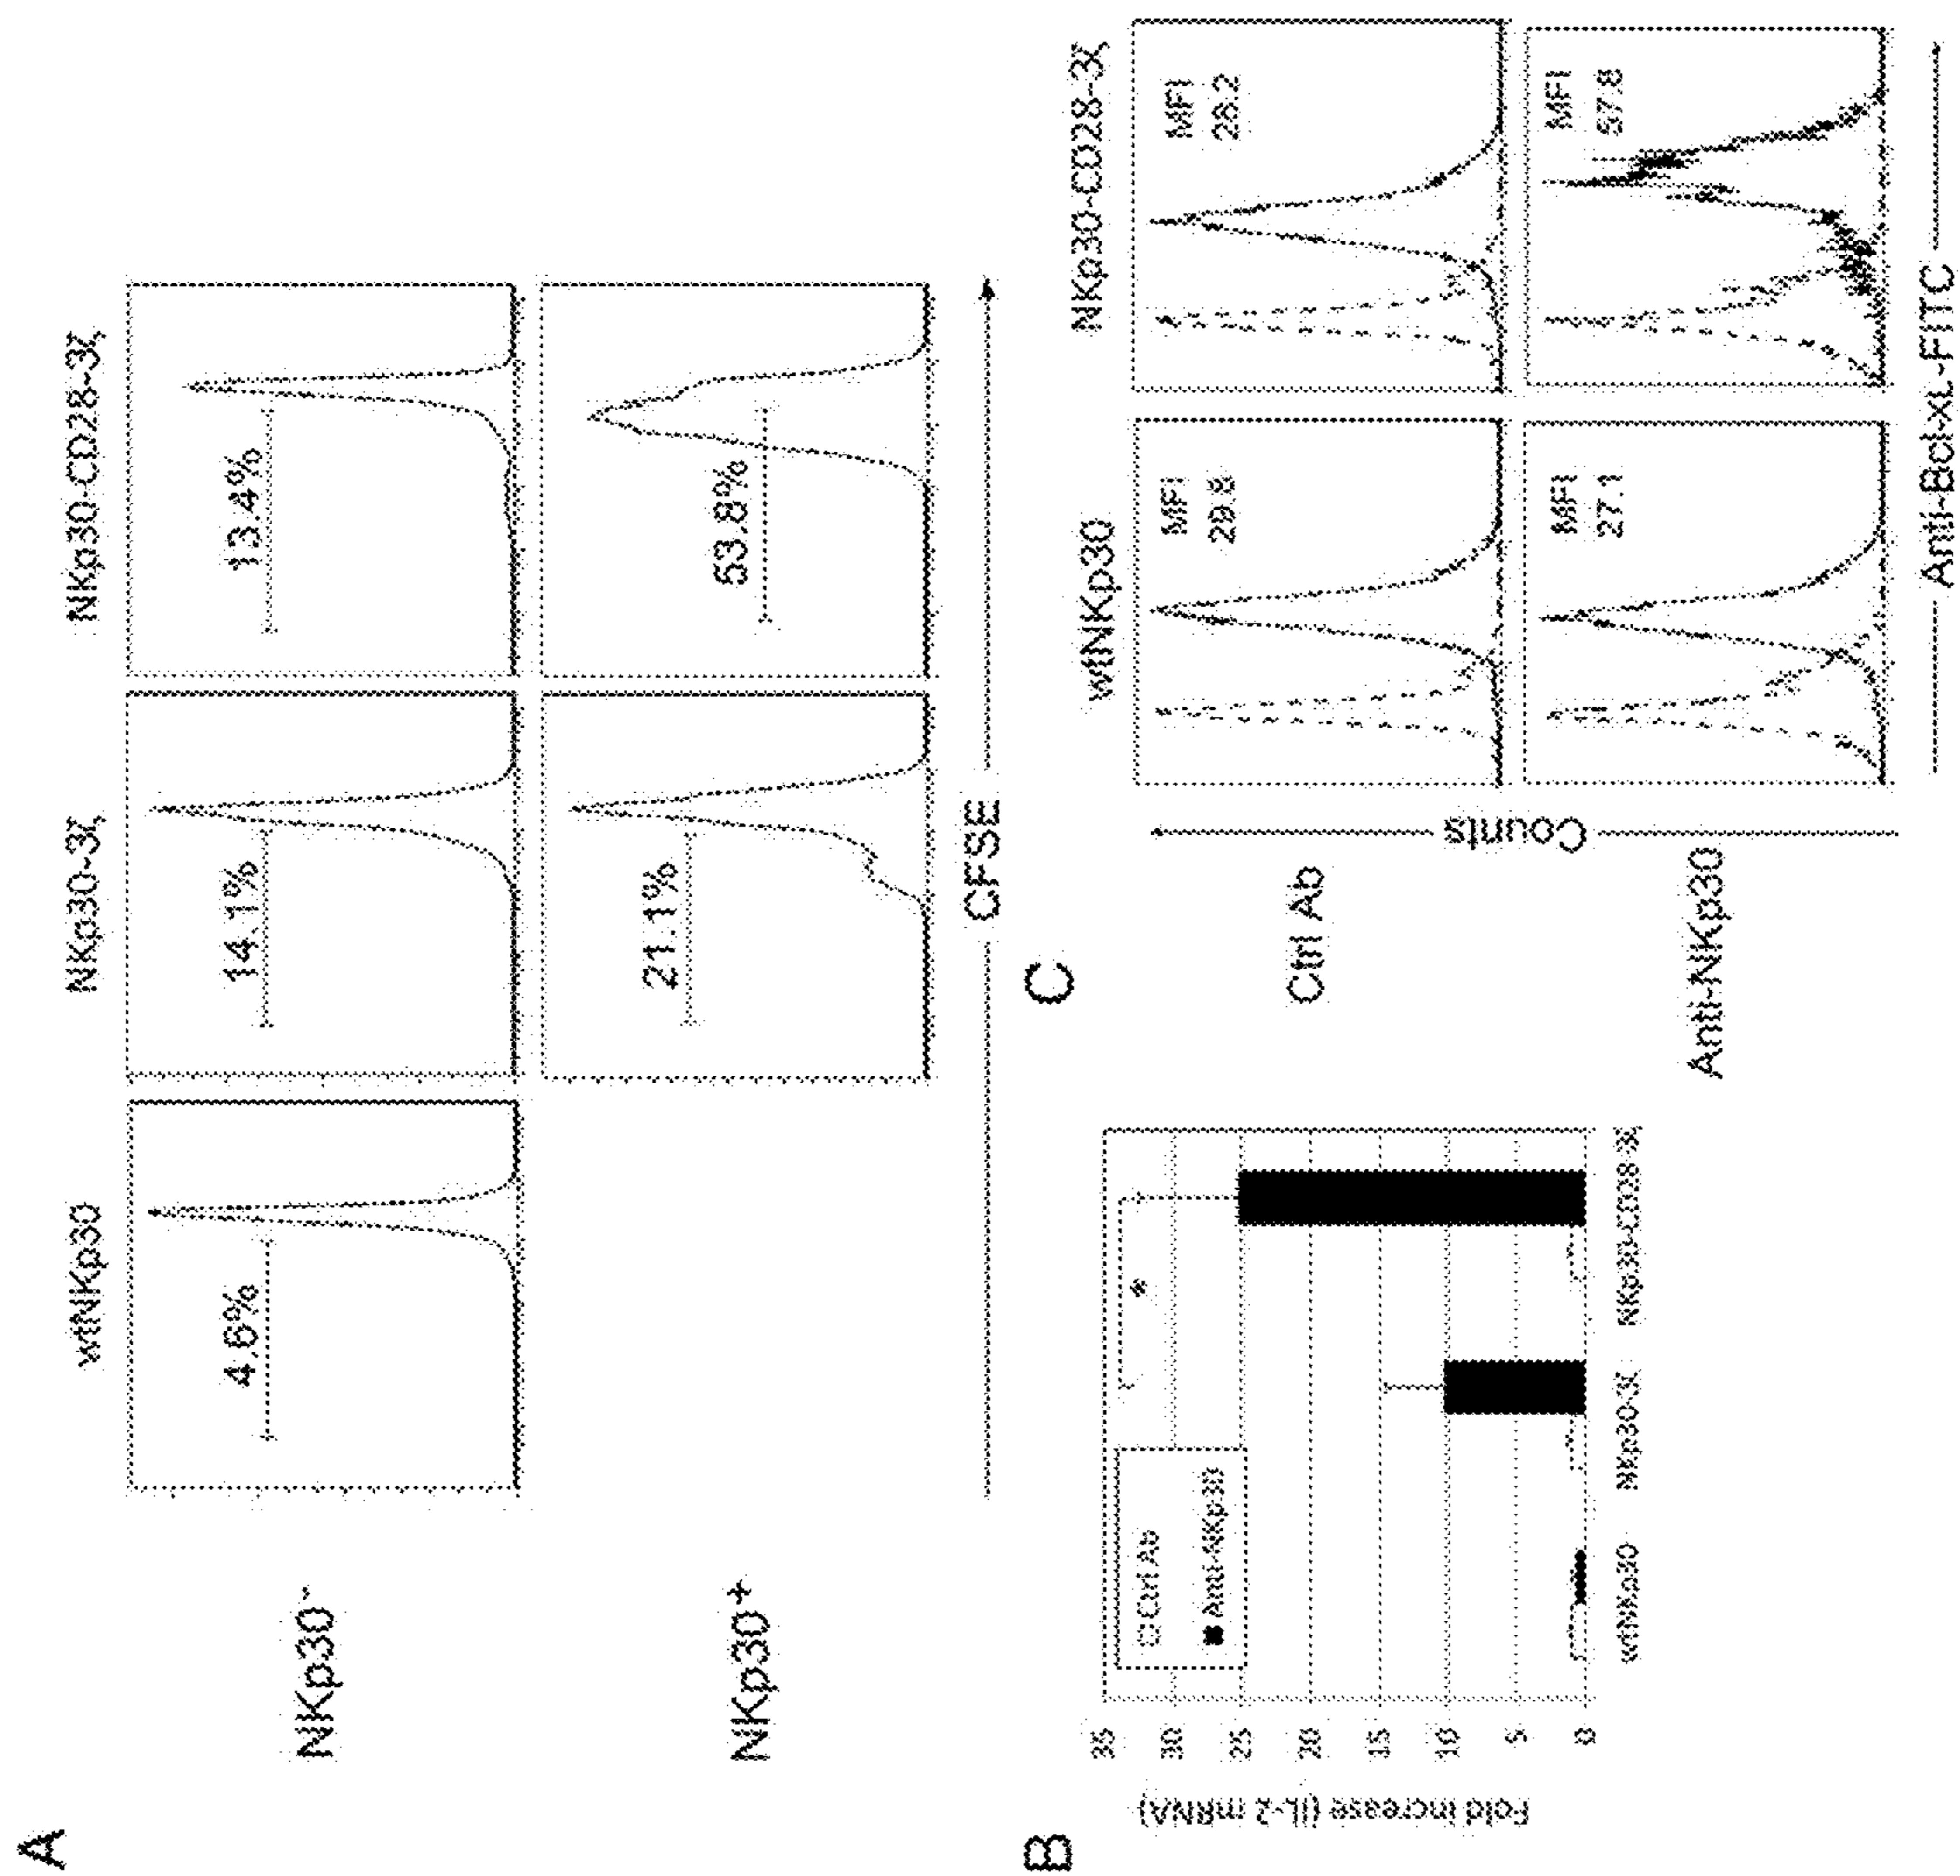 A
wtNKp30
NKp30-3ζ
NKp30-CD28-3ζ
NKp30-
4.6%
14.1%
13.4%
NKp30+
21.1%
53.8%
CFSE
B
Fold increase (IL-2 mRNA)
35
30
25
20
15
10
5
0
Ctrl Ab
Anti-NKp30
*
wtNKp30
NKp30-3ζ
NKp30-CD28-3ζ
C
wtNKp30
NKp30-CD28-3ζ
Counts
Ctrl Ab
MFI
29.8
MFI
28.2
Anti-NKp30
MFI
27.1
MFI
57.8
Anti-Bcl-xL-FITC